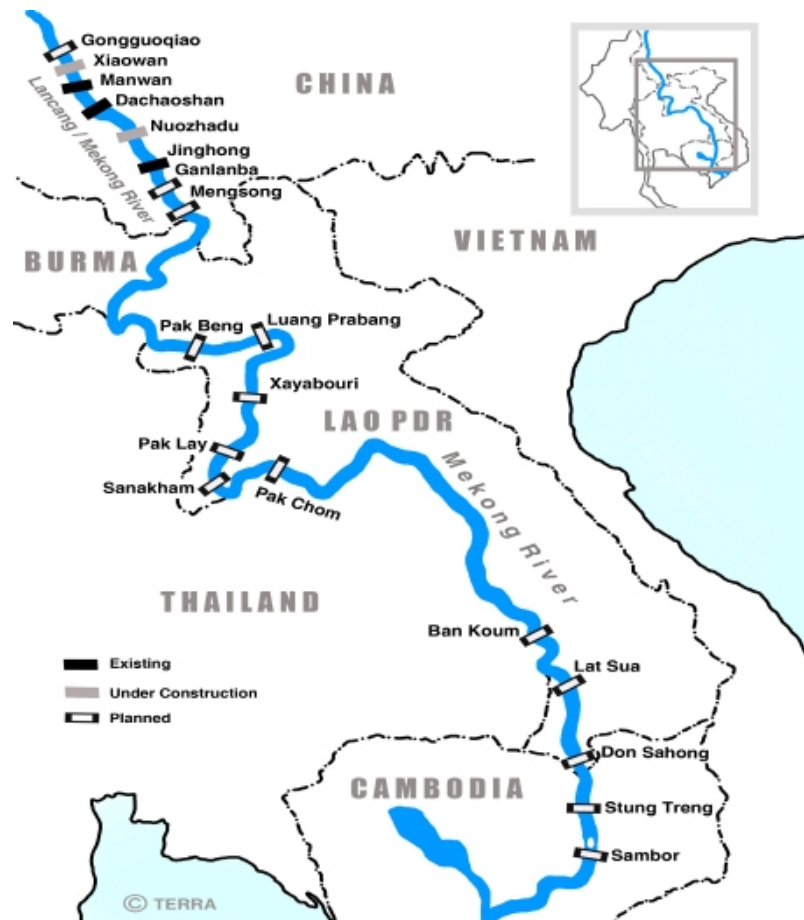 Gongguoqiao
Xiaowan
Manwan
Dachaoshan
Nuozhadu
Jinghong
Ganlanba
Mengsong
Lancang / Mekong River
CHINA
BURMA
VIETNAM
Pak Beng
Luang Prabang
Xayabouri
LAO PDR
Pak Lay
Sanakham
Pak Chom
Mekong River
THAILAND
Ban Koum
Lat Sua
Existing
Under Construction
Planned
Don Sahong
CAMBODIA
Stung Treng
Sambor
© TERRA